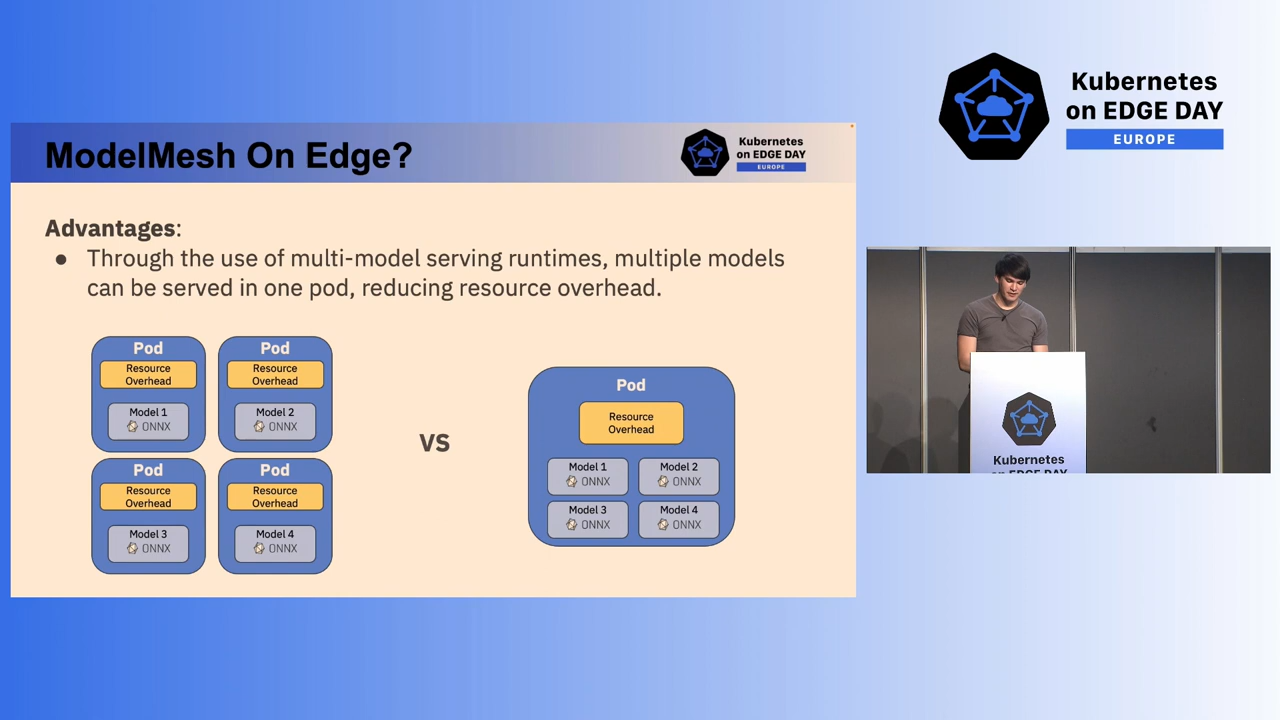 ModelMesh On Edge?
Kubernetes
on EDGE DAY
EUROPE
Advantages:
● Through the use of multi-model serving runtimes, multiple models
can be served in one pod, reducing resource overhead.
Pod
Resource
Overhead
Model 1
ONNX
Pod
Resource
Overhead
Model 2
ONNX
Pod
Resource
Overhead
Model 3
ONNX
Pod
Resource
Overhead
Model 4
ONNX
VS
Pod
Resource
Overhead
Model 1
ONNX
Model 2
ONNX
Model 3
ONNX
Model 4
ONNX
Kubernetes
on EDGE DAY
EUROPE
Kubernetes
on EDGE DAY